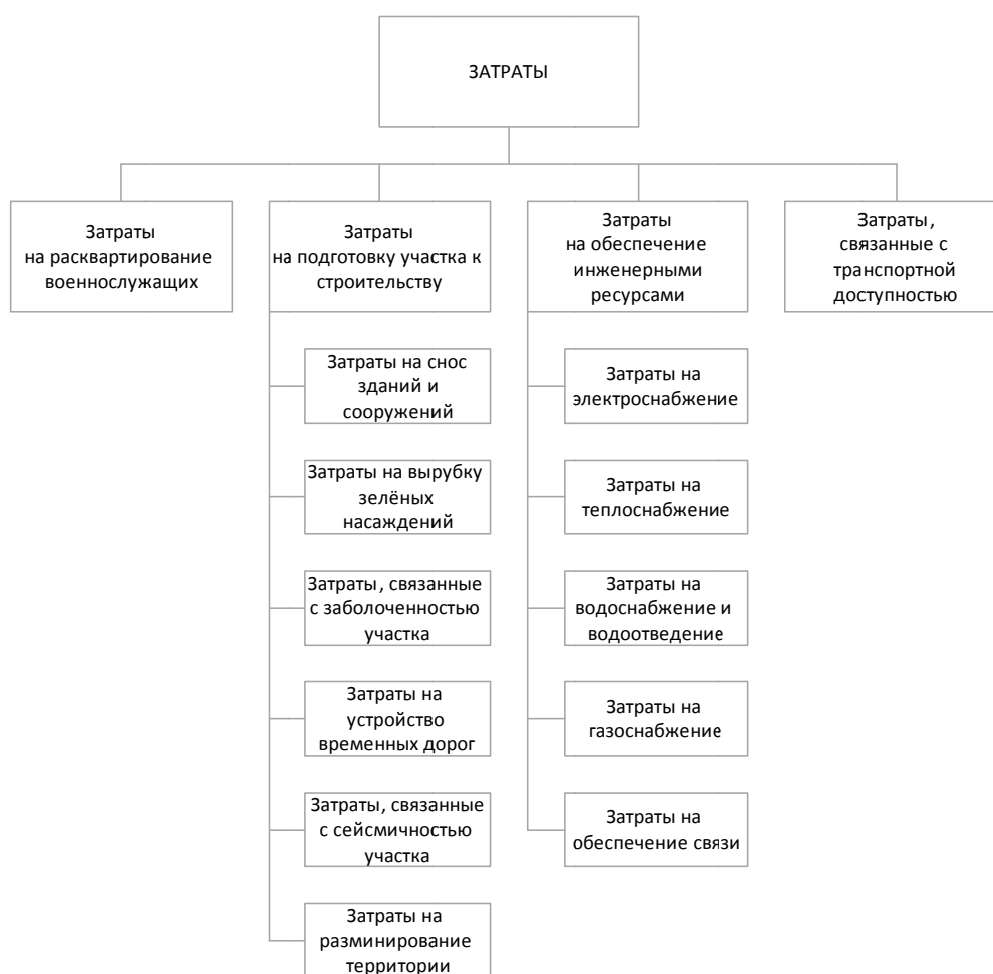 ЗАТРАТЫ
Затраты
на расквартирование
военнослужащих
Затраты
на подготовку участка к
строительству
Затраты
на обеспечение
инженерными
ресурсами
Затраты,
связанные с
транспортной
доступностью
Затраты на снос
зданий и
сооружений
Затраты на вырубку
зелёных
насаждений
Затраты, связанные
с заболоченностью
участка
Затраты на
устройство
временных дорог
Затраты, связанные
с сейсмичностью
участка
Затраты на
разминирование
территории
Затраты на
электроснабжение
Затраты на
теплоснабжение
Затраты на
водоснабжение и
водоотведение
Затраты на
газоснабжение
Затраты на
обеспечение связи